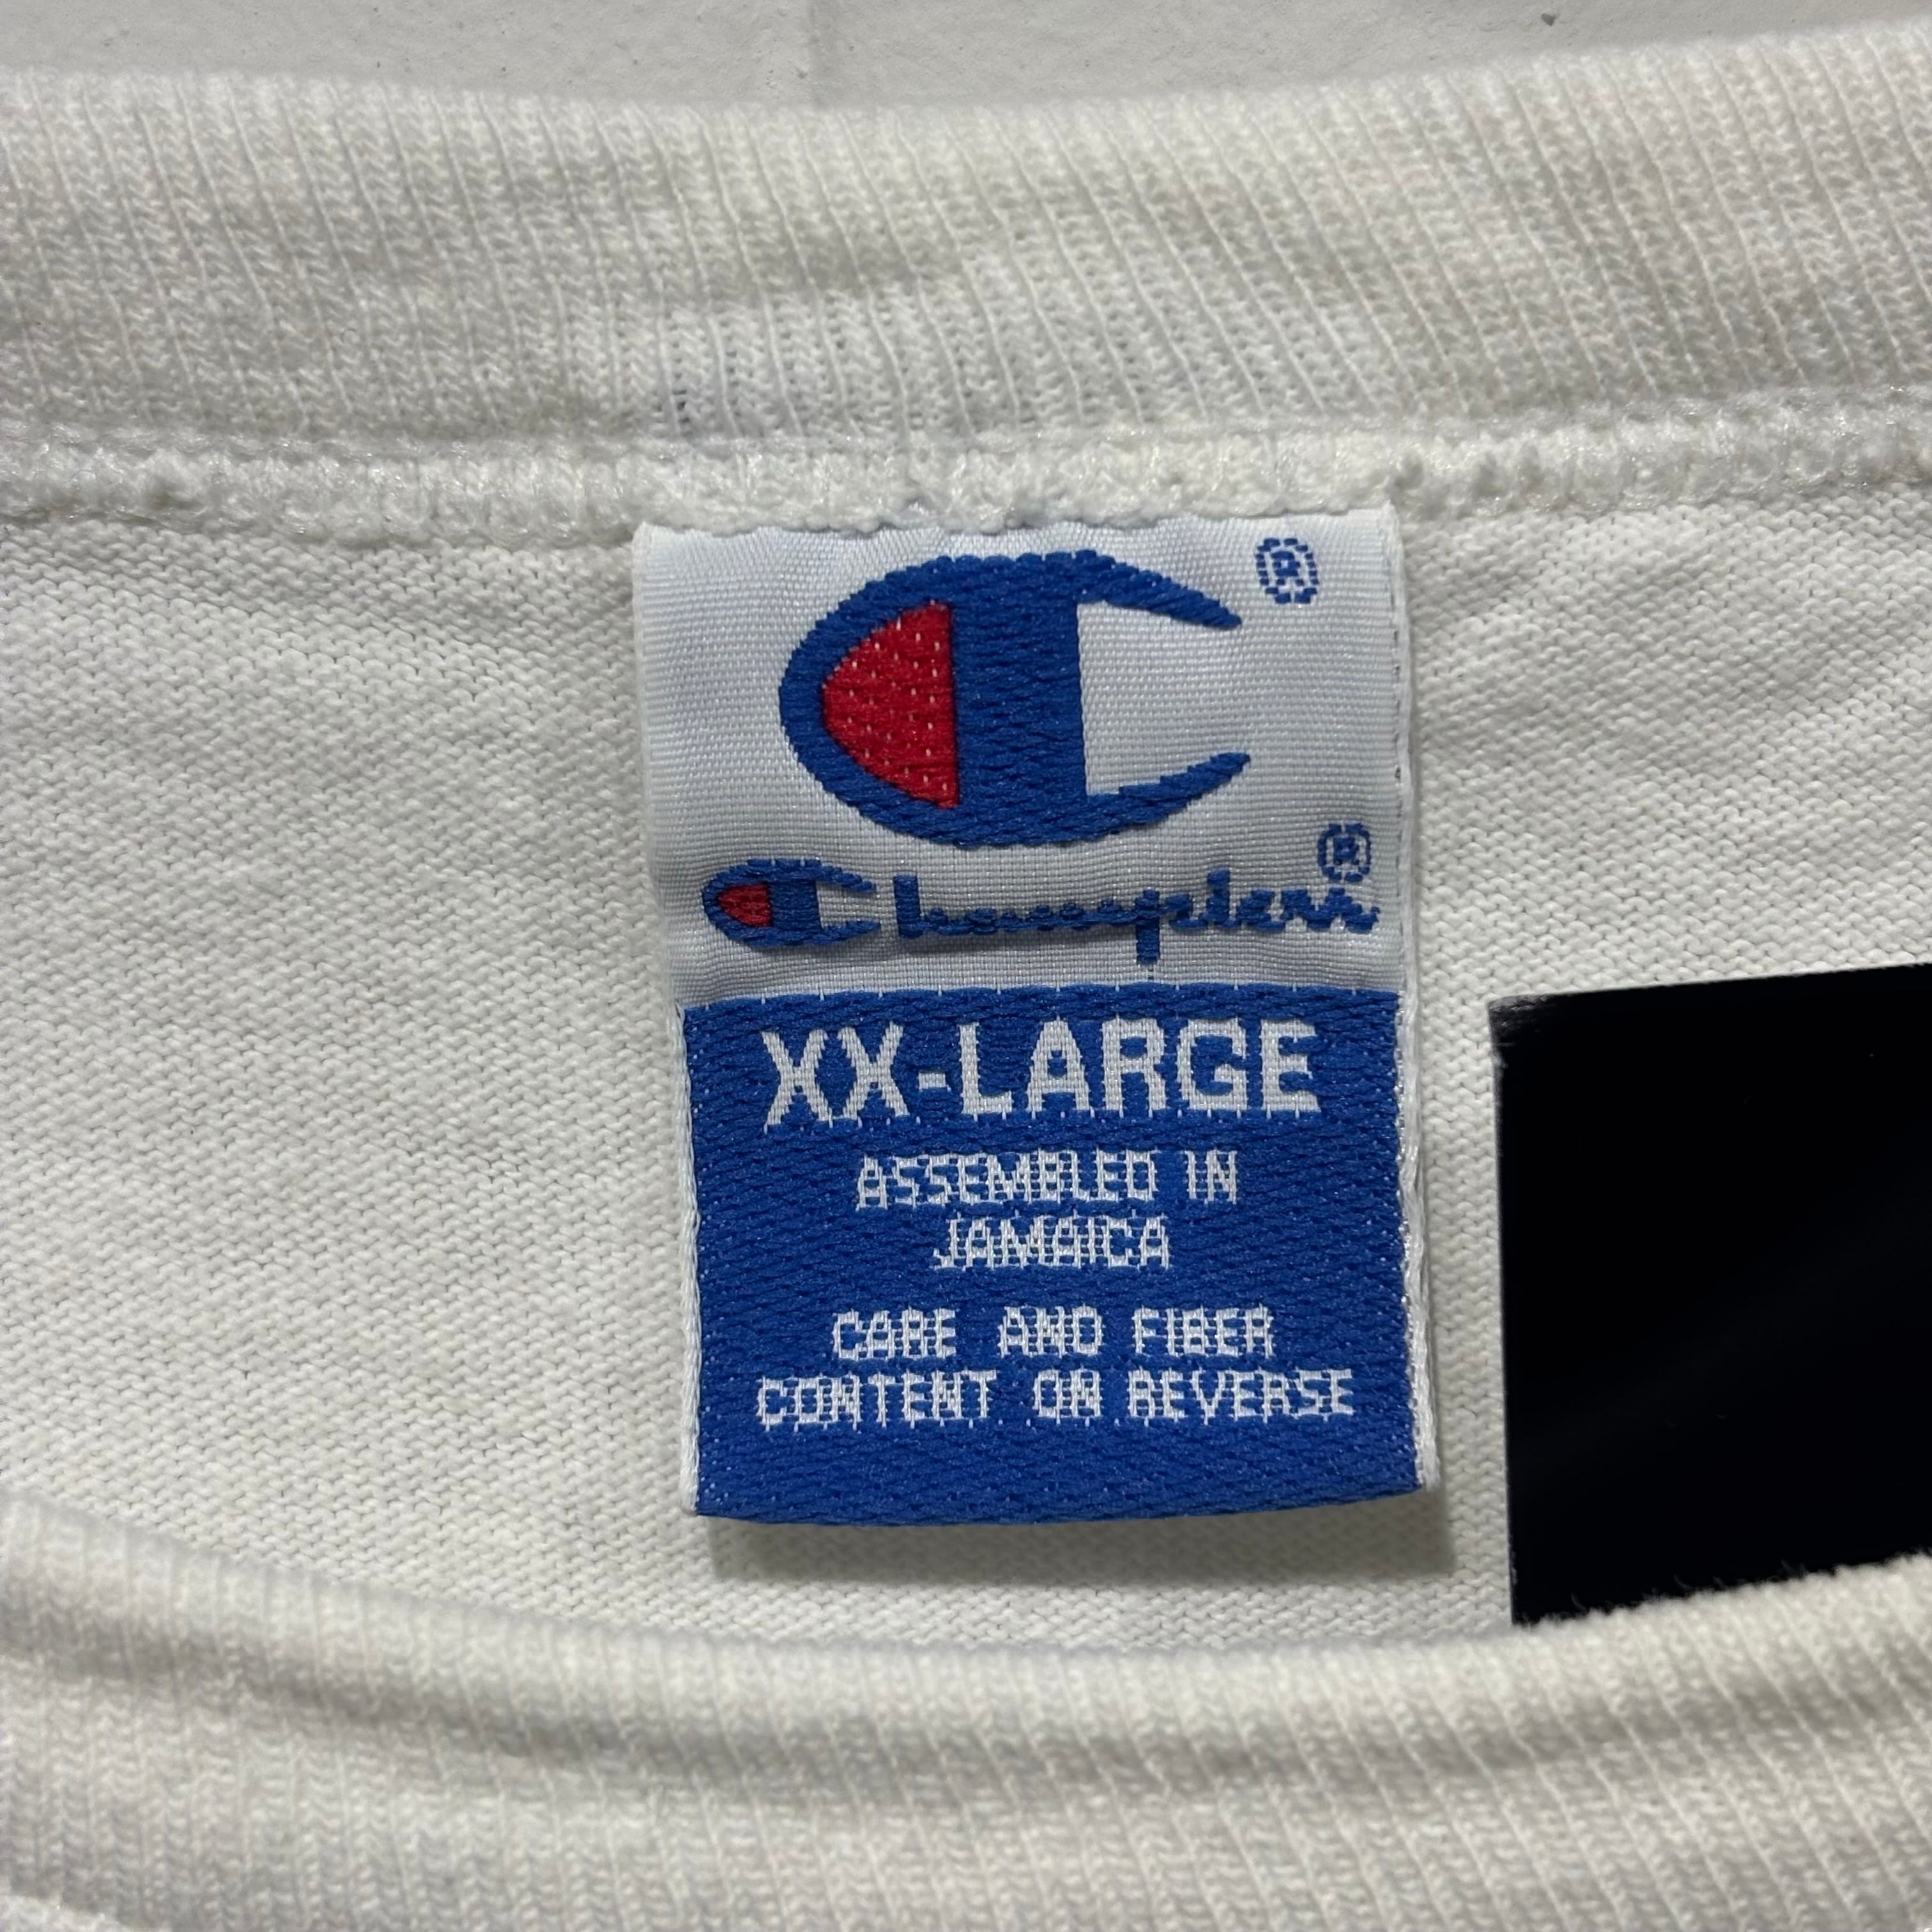 ®
Champion®
XX-LARGE
ASSEMBLED IN
JAMAICA
CARE AND FIBER
CONTENT ON REVERSE